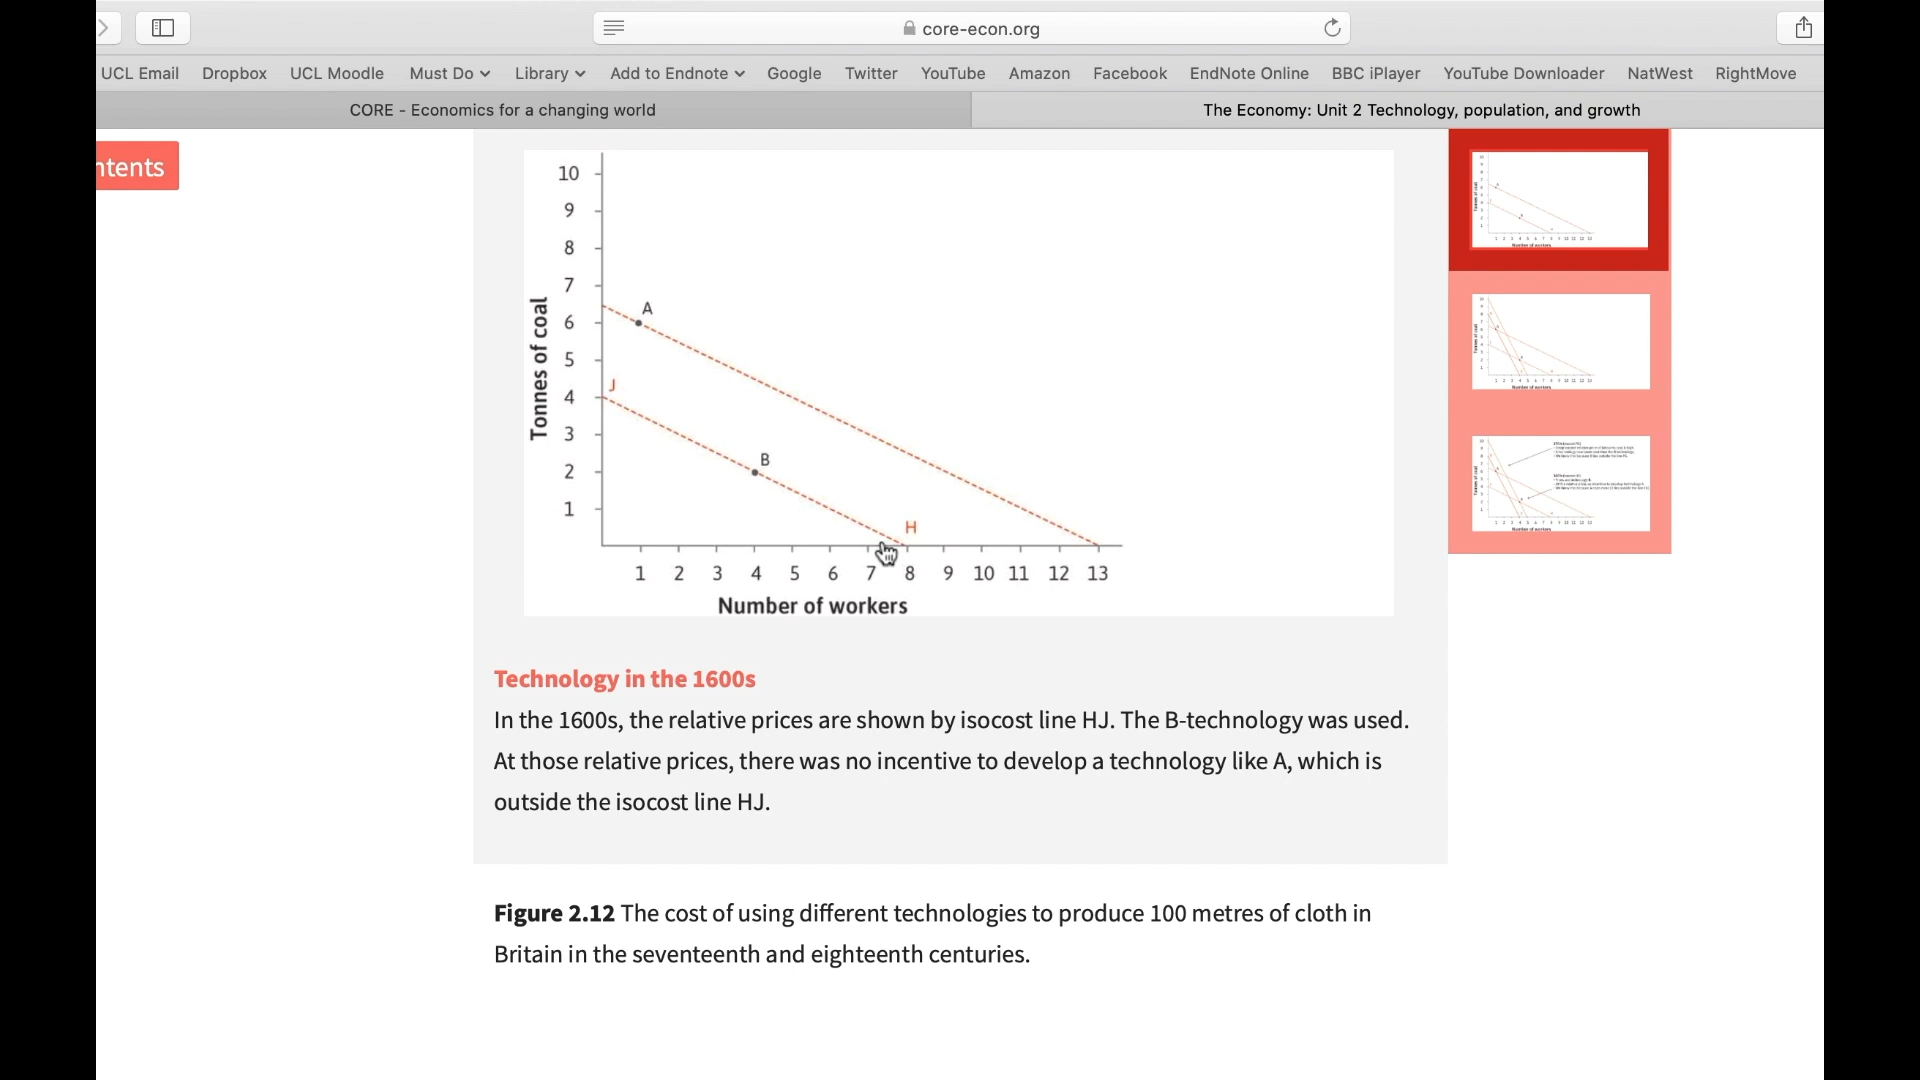 core-econ.org
UCL Email Dropbox UCL Moodle Must Do Library Add to Endnote Google Twitter YouTube Amazon Facebook EndNote Online BBC iPlayer YouTube Downloader NatWest RightMove
CORE - Economics for a changing world The Economy: Unit 2 Technology, population, and growth
ntents
10
9
8
7
6
5
4
3
2
1
Tonnes of coal
A
J
B
H
1 2 3 4 5 6 7 8 9 10 11 12 13
Number of workers
Technology in the 1600s
In the 1600s, the relative prices are shown by isocost line HJ. The B-technology was used.
At those relative prices, there was no incentive to develop a technology like A, which is
outside the isocost line HJ.
Figure 2.12 The cost of using different technologies to produce 100 metres of cloth in
Britain in the seventeenth and eighteenth centuries.